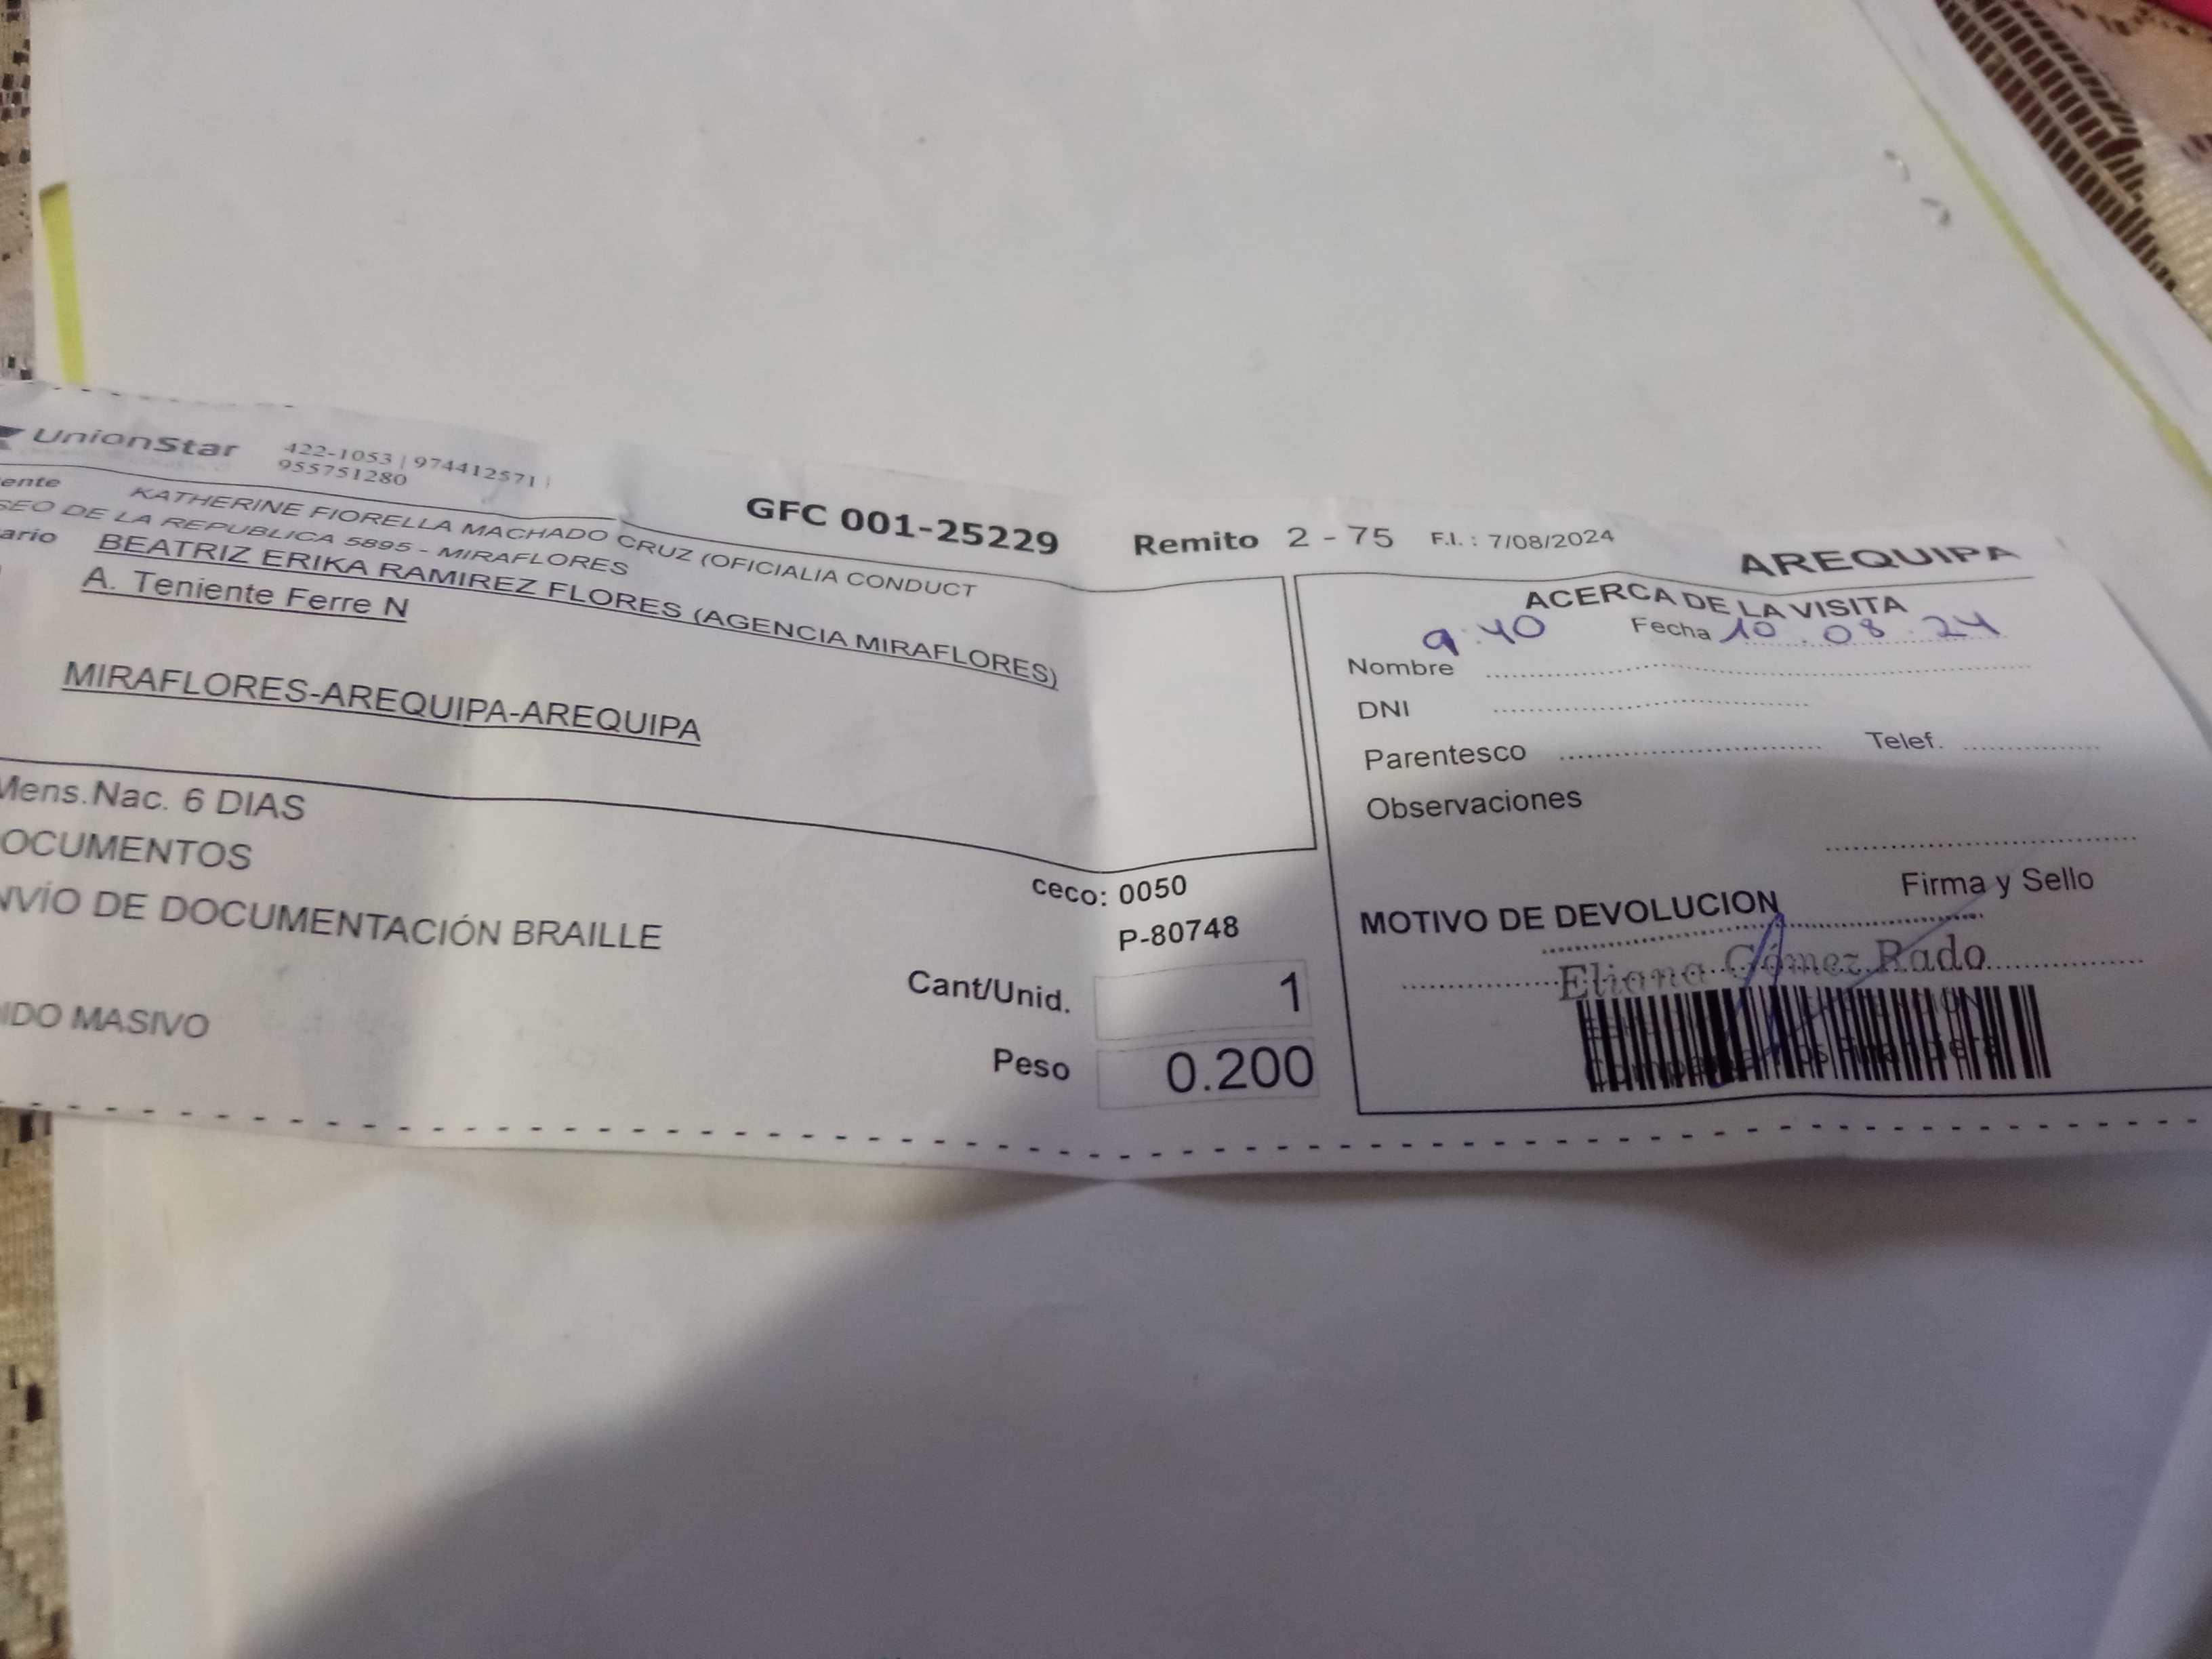 UnionStar
422-1053 | 974412571 |
955751280
GFC 001-25229
Remito 2 - 75 F.I. : 7/08/2024
AREQUIPA
ente KATHERINE FIORELLA MACHADO CRUZ (OFICIALIA CONDUCT
SEO DE LA REPUBLICA 5895 - MIRAFLORES
ario BEATRIZ ERIKA RAMIREZ FLORES (AGENCIA MIRAFLORES)
A. Teniente Ferre N
MIRAFLORES-AREQUIPA-AREQUIPA
Mens.Nac. 6 DIAS
OCUMENTOS
NVÍO DE DOCUMENTACIÓN BRAILLE
IDO MASIVO
ceco: 0050
P-80748
Cant/Unid. 1
Peso 0.200
ACERCA DE LA VISITA
9:40 Fecha 10.08.24
Nombre
DNI
Parentesco Telef.
Observaciones
Firma y Sello
MOTIVO DE DEVOLUCION
Eliana Gómez Rado